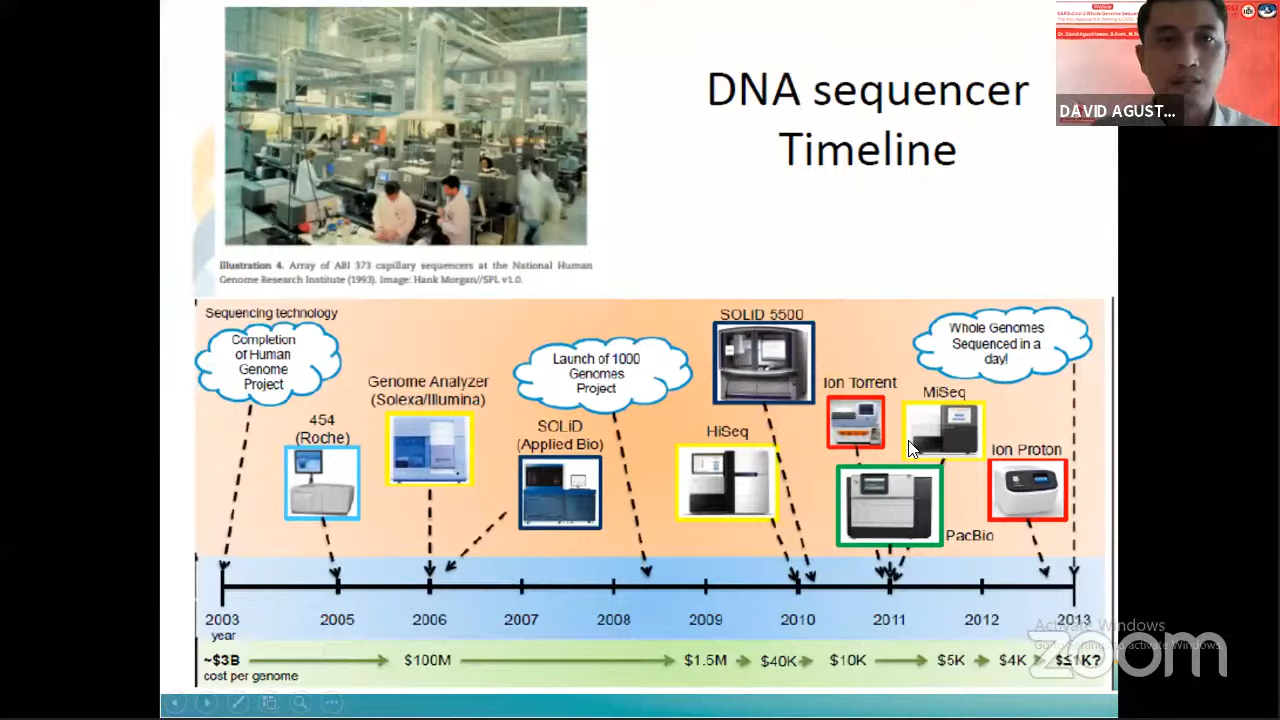 DNA sequencer
Timeline
DAVID AGUST...
Illustration 4. Array of ABI 373 capillary sequencers at the National Human
Genome Research Institute (1993). Image: Hank Morgan//SPL v1.0.
Sequencing technology
Completion
of Human
Genome
Project
454
(Roche)
Genome Analyzer
(Solexa/Illumina)
SOLiD
(Applied Bio)
Launch of 1000
Genomes
Project
HiSeq
SOLiD 5500
Ion Torrent
MiSeq
PacBio
Ion Proton
Whole Genomes
Sequenced in a
day!
2003 2005 2006 2007 2008 2009 2010 2011 2012 2013
year
~$3B $100M $1.5M $40K $10K $5K $4K $≤1K?
cost per genome
Activate Windows
zoom